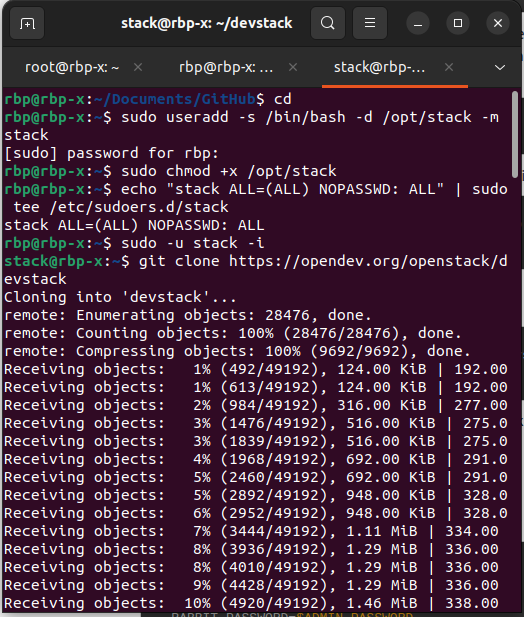 stack@rbp-x: ~/devstack
root@rbp-x: ~
rbp@rbp-x: ...
stack@rbp-...
rbp@rbp-x:~/Documents/GitHub$ cd
rbp@rbp-x:~$ sudo useradd -s /bin/bash -d /opt/stack -m
stack
[sudo] password for rbp:
rbp@rbp-x:~$ sudo chmod +x /opt/stack
rbp@rbp-x:~$ echo "stack ALL=(ALL) NOPASSWD: ALL" | sudo
tee /etc/sudoers.d/stack
stack ALL=(ALL) NOPASSWD: ALL
rbp@rbp-x:~$ sudo -u stack -i
stack@rbp-x:~$ git clone https://opendev.org/openstack/d
evstack
Cloning into 'devstack'...
remote: Enumerating objects: 28476, done.
remote: Counting objects: 100% (28476/28476), done.
remote: Compressing objects: 100% (9692/9692), done.
Receiving objects:   1% (492/49192), 124.00 KiB | 192.00
Receiving objects:   1% (613/49192), 124.00 KiB | 192.00
Receiving objects:   2% (984/49192), 316.00 KiB | 277.00
Receiving objects:   3% (1476/49192), 516.00 KiB | 275.0
Receiving objects:   3% (1839/49192), 516.00 KiB | 275.0
Receiving objects:   4% (1968/49192), 692.00 KiB | 291.0
Receiving objects:   5% (2460/49192), 692.00 KiB | 291.0
Receiving objects:   5% (2892/49192), 948.00 KiB | 328.0
Receiving objects:   6% (2952/49192), 948.00 KiB | 328.0
Receiving objects:   7% (3444/49192), 1.11 MiB | 334.00
Receiving objects:   8% (3936/49192), 1.29 MiB | 336.00
Receiving objects:   8% (4010/49192), 1.29 MiB | 336.00
Receiving objects:   9% (4428/49192), 1.29 MiB | 336.00
Receiving objects:  10% (4920/49192), 1.46 MiB | 338.00